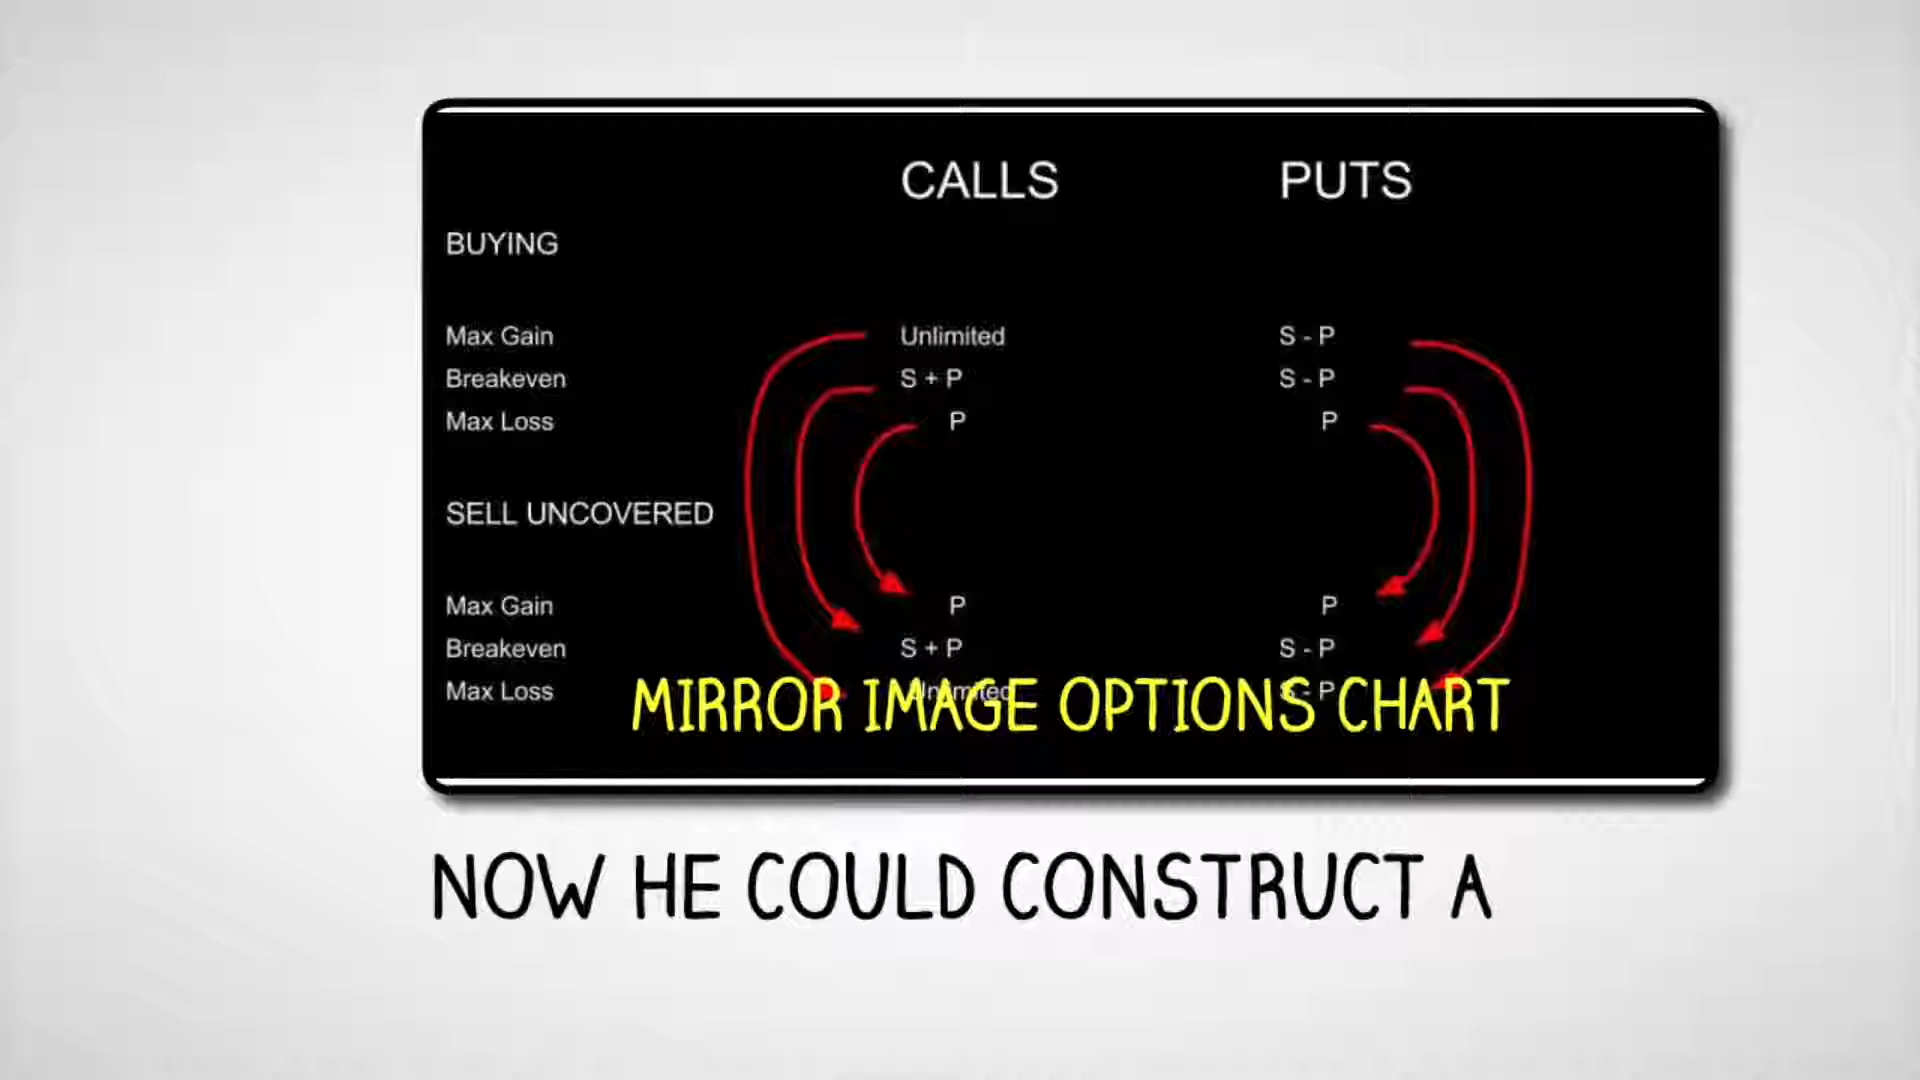 CALLS PUTS
BUYING
Max Gain Unlimited S - P
Breakeven S + P S - P
Max Loss P P
SELL UNCOVERED
Max Gain P P
Breakeven S + P S - P
Max Loss Unlimited S - P
MIRROR IMAGE OPTIONS CHART
NOW HE COULD CONSTRUCT A